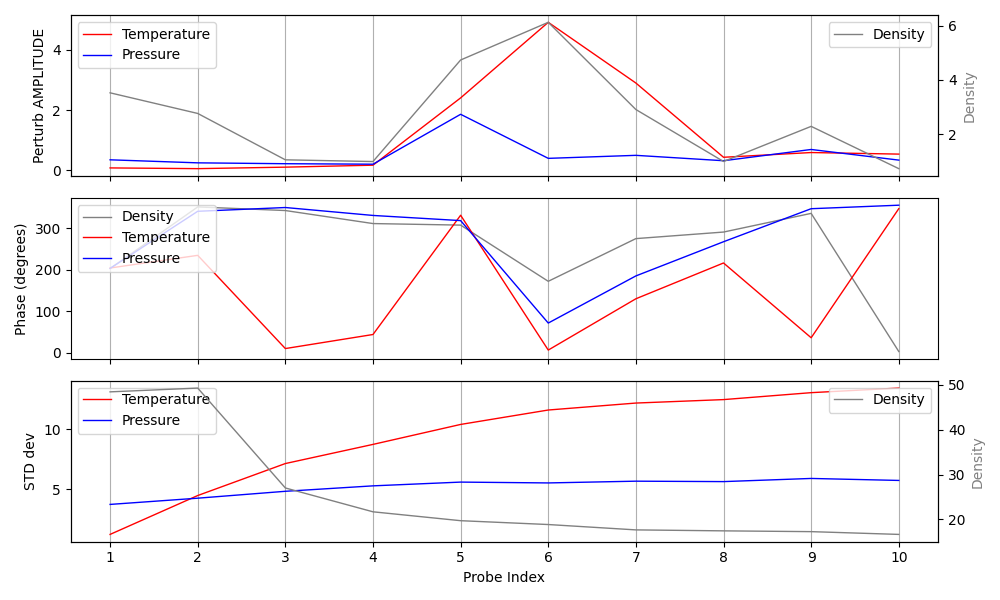 Perturb AMPLITUDE
4
2
0
Temperature
Pressure
Density
6
4
2
Density
Phase (degrees)
300
200
100
0
Density
Temperature
Pressure
STD dev
10
5
Temperature
Pressure
Density
50
40
30
20
Density
1 2 3 4 5 6 7 8 9 10
Probe Index